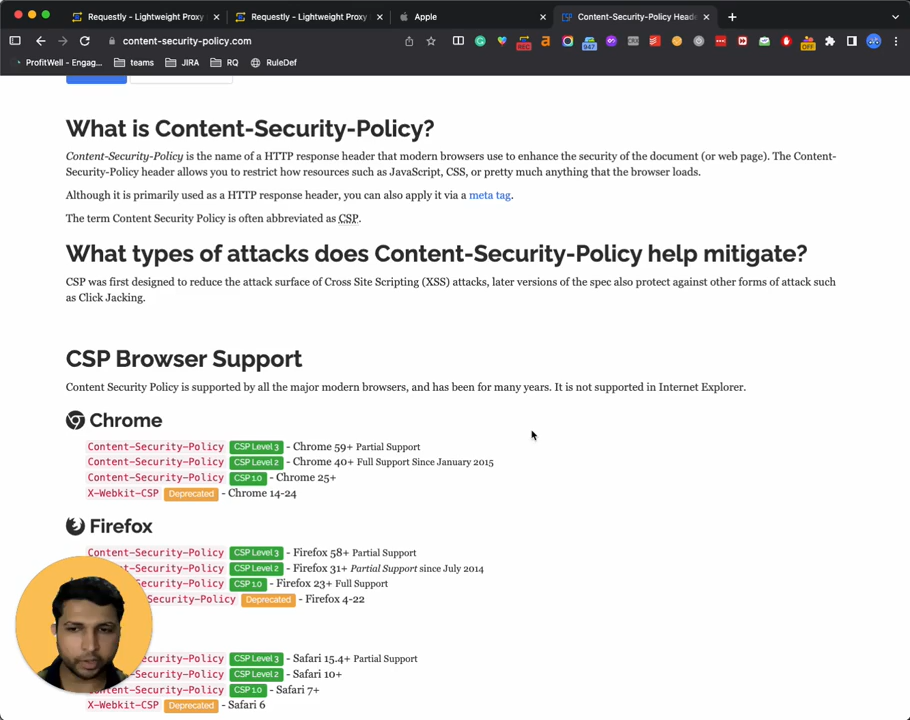 Requestly - Lightweight Proxy
Requestly - Lightweight Proxy
Apple
Content-Security-Policy Heade
content-security-policy.com
REC
947
OFF
ProfitWell - Engag...
teams
JIRA
RQ
RuleDef
What is Content-Security-Policy?
Content-Security-Policy is the name of a HTTP response header that modern browsers use to enhance the security of the document (or web page). The Content-
Security-Policy header allows you to restrict how resources such as JavaScript, CSS, or pretty much anything that the browser loads.
Although it is primarily used as a HTTP response header, you can also apply it via a meta tag.
The term Content Security Policy is often abbreviated as CSP.
What types of attacks does Content-Security-Policy help mitigate?
CSP was first designed to reduce the attack surface of Cross Site Scripting (XSS) attacks, later versions of the spec also protect against other forms of attack such
as Click Jacking.
CSP Browser Support
Content Security Policy is supported by all the major modern browsers, and has been for many years. It is not supported in Internet Explorer.
Chrome
Content-Security-Policy CSP Level 3 - Chrome 59+ Partial Support
Content-Security-Policy CSP Level 2 - Chrome 40+ Full Support Since January 2015
Content-Security-Policy CSP 1.0 - Chrome 25+
X-Webkit-CSP Deprecated - Chrome 14-24
Firefox
Content-Security-Policy CSP Level 3 - Firefox 58+ Partial Support
-Security-Policy CSP Level 2 - Firefox 31+ Partial Support since July 2014
-Security-Policy CSP 1.0 - Firefox 23+ Full Support
Security-Policy Deprecated - Firefox 4-22
-Security-Policy CSP Level 3 - Safari 15.4+ Partial Support
-Security-Policy CSP Level 2 - Safari 10+
-Security-Policy CSP 1.0 - Safari 7+
X-Webkit-CSP Deprecated - Safari 6